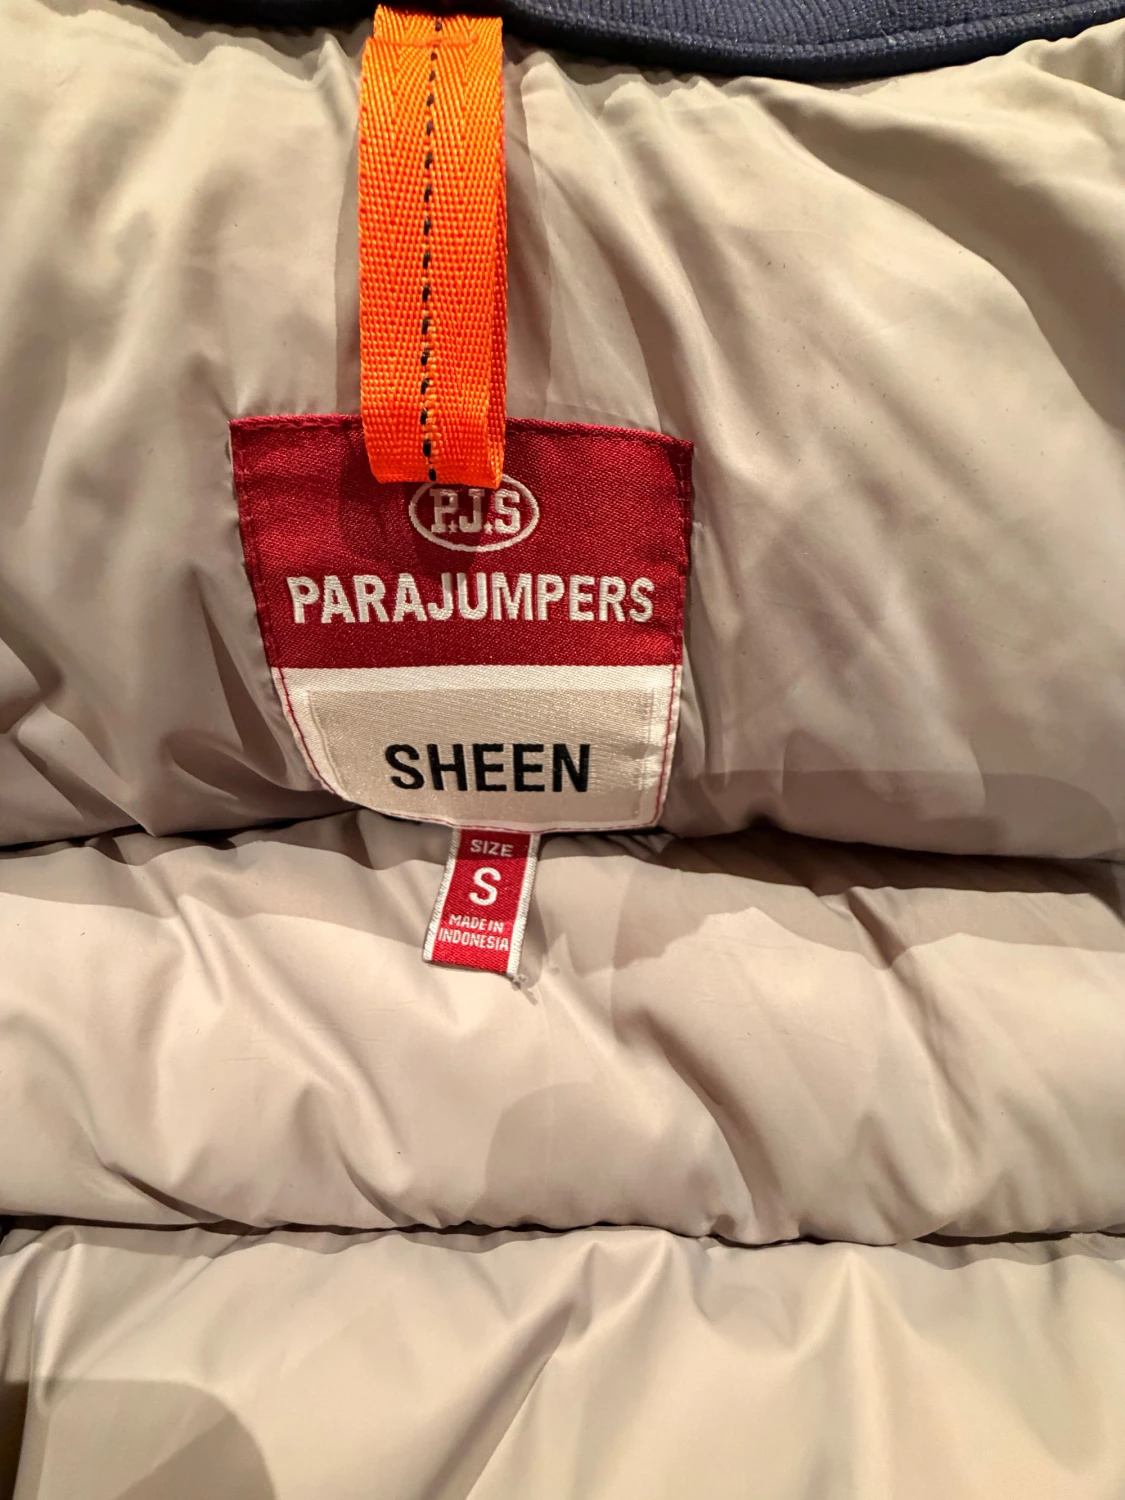 P.J.S
PARAJUMPERS
SHEEN
SIZE
S
MADE IN
INDONESIA